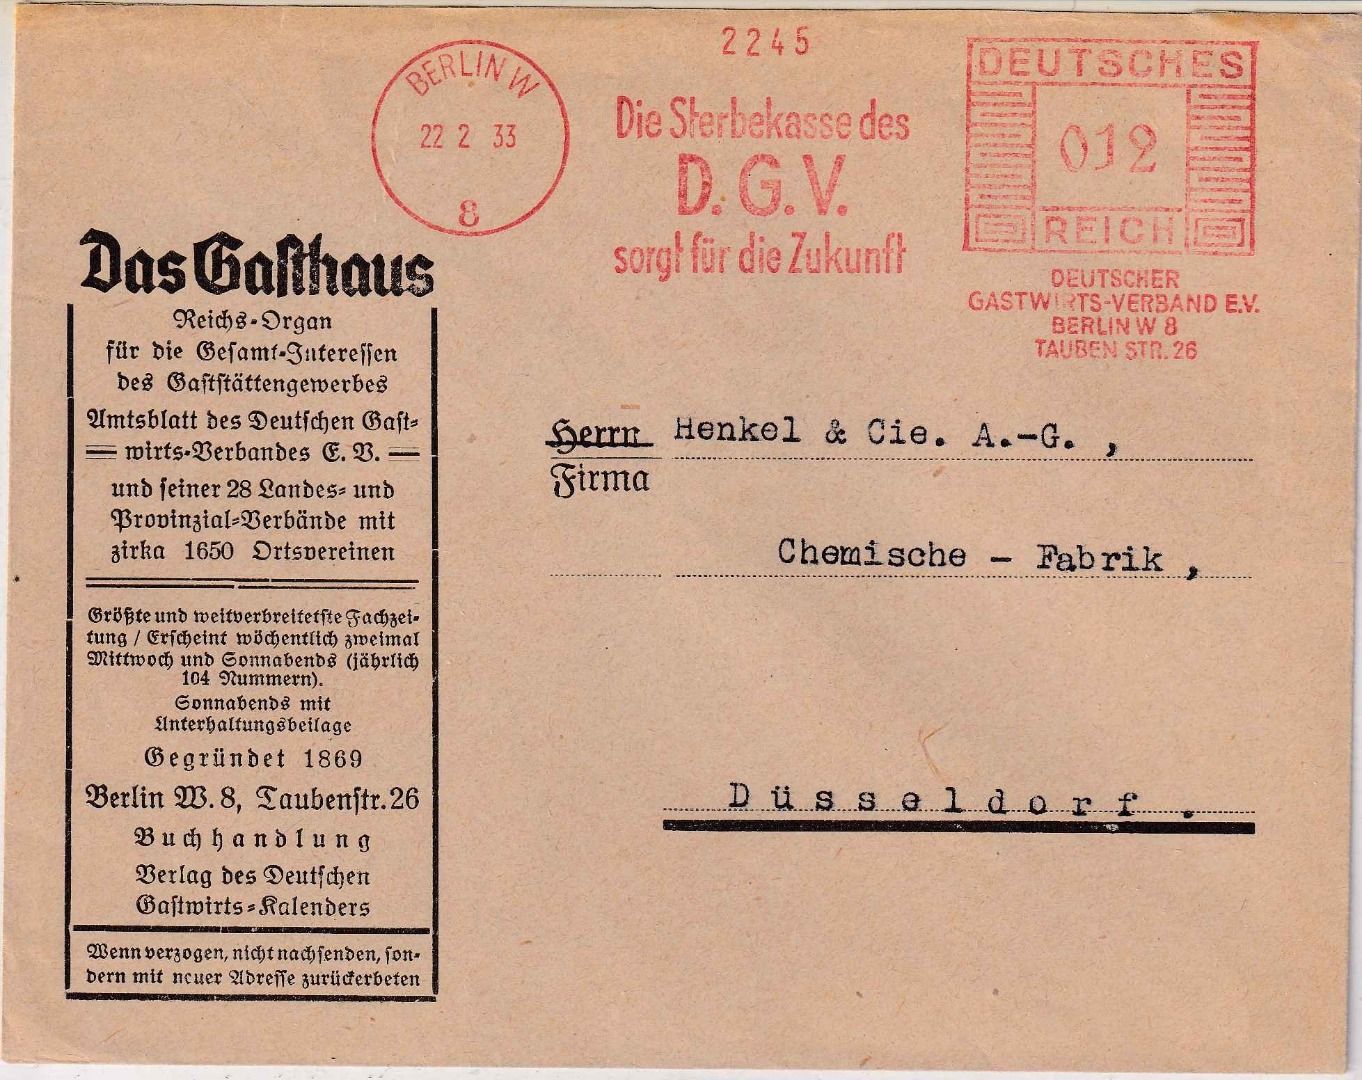 2245
BERLIN W
22 2 33
8
Die Sterbekasse des
D.G.V.
sorgt für die Zukunft
DEUTSCHES
012
REICH
DEUTSCHER
GASTWIRTS-VERBAND E.V.
BERLIN W 8
TAUBEN STR. 26
Das Gasthaus
Reichs-Organ
für die Gesamt-Interessen
des Gaststättengewerbes
Amtsblatt des Deutschen Gast-
wirts-Verbandes E. V.
und seiner 28 Landes- und
Provinzial-Verbände mit
zirka 1650 Ortsvereinen
Größte und weitverbreitetste Fachzei-
tung / Erscheint wöchentlich zweimal
Mittwoch und Sonnabends (jährlich
104 Nummern).
Sonnabends mit
Unterhaltungsbeilage
Gegründet 1869
Berlin W. 8, Taubenstr. 26
Buchhandlung
Verlag des Deutschen
Gastwirts-Kalenders
Wenn verzogen, nicht nachsenden, son-
dern mit neuer Adresse zurückerbeten
Herrn Henkel & Cie. A.-G. ,
Firma
Chemische - Fabrik ,
Düsseldorf .